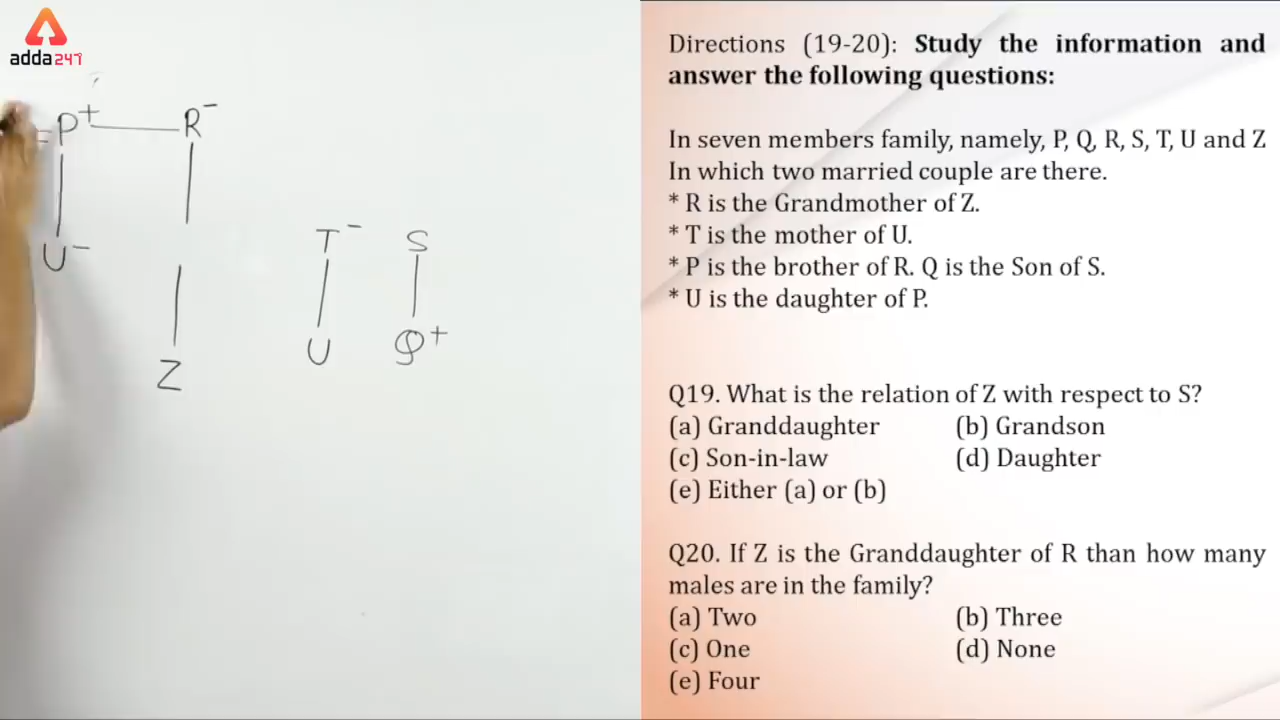 adda247
P+ R-
U-
T- S
Z
U Q+
Directions (19-20): Study the information and
answer the following questions:
In seven members family, namely, P, Q, R, S, T, U and Z
In which two married couple are there.
* R is the Grandmother of Z.
* T is the mother of U.
* P is the brother of R. Q is the Son of S.
* U is the daughter of P.
Q19. What is the relation of Z with respect to S?
(a) Granddaughter (b) Grandson
(c) Son-in-law (d) Daughter
(e) Either (a) or (b)
Q20. If Z is the Granddaughter of R than how many
males are in the family?
(a) Two (b) Three
(c) One (d) None
(e) Four